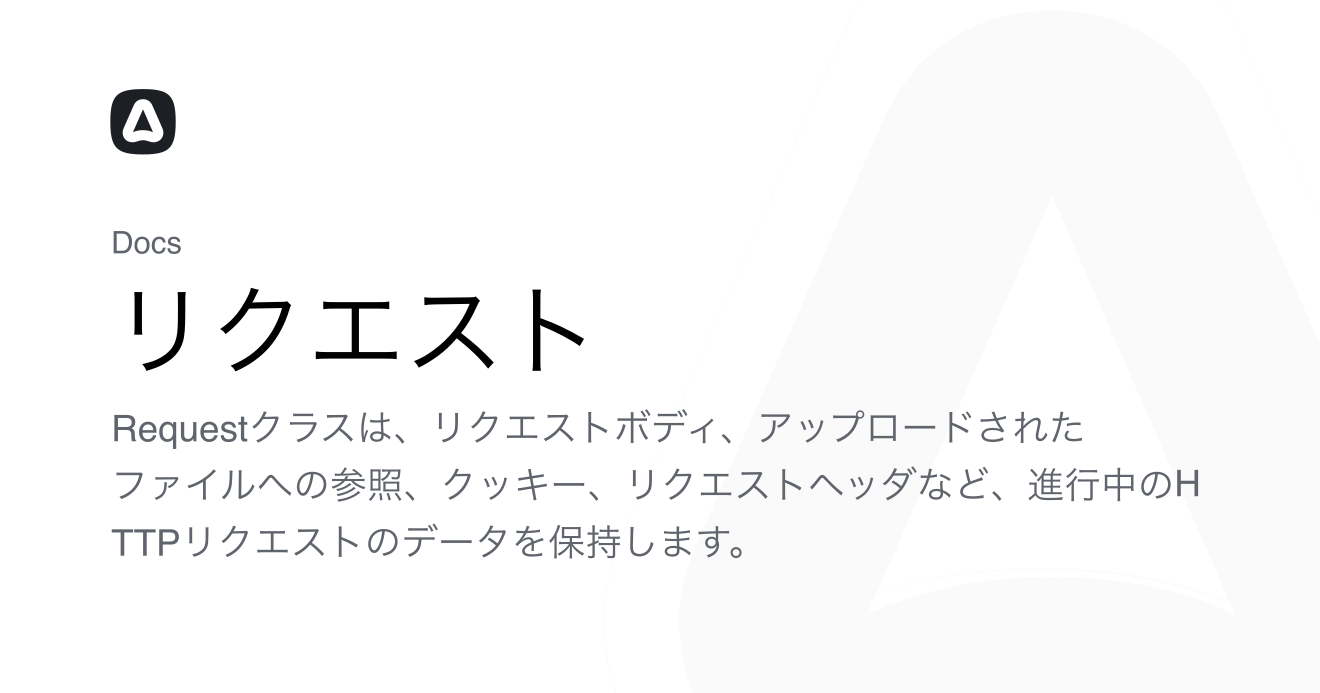 Docs
リクエスト
Requestクラスは、リクエストボディ、アップロードされた
ファイルへの参照、クッキー、リクエストヘッダなど、進行中のH
TTPリクエストのデータを保持します。